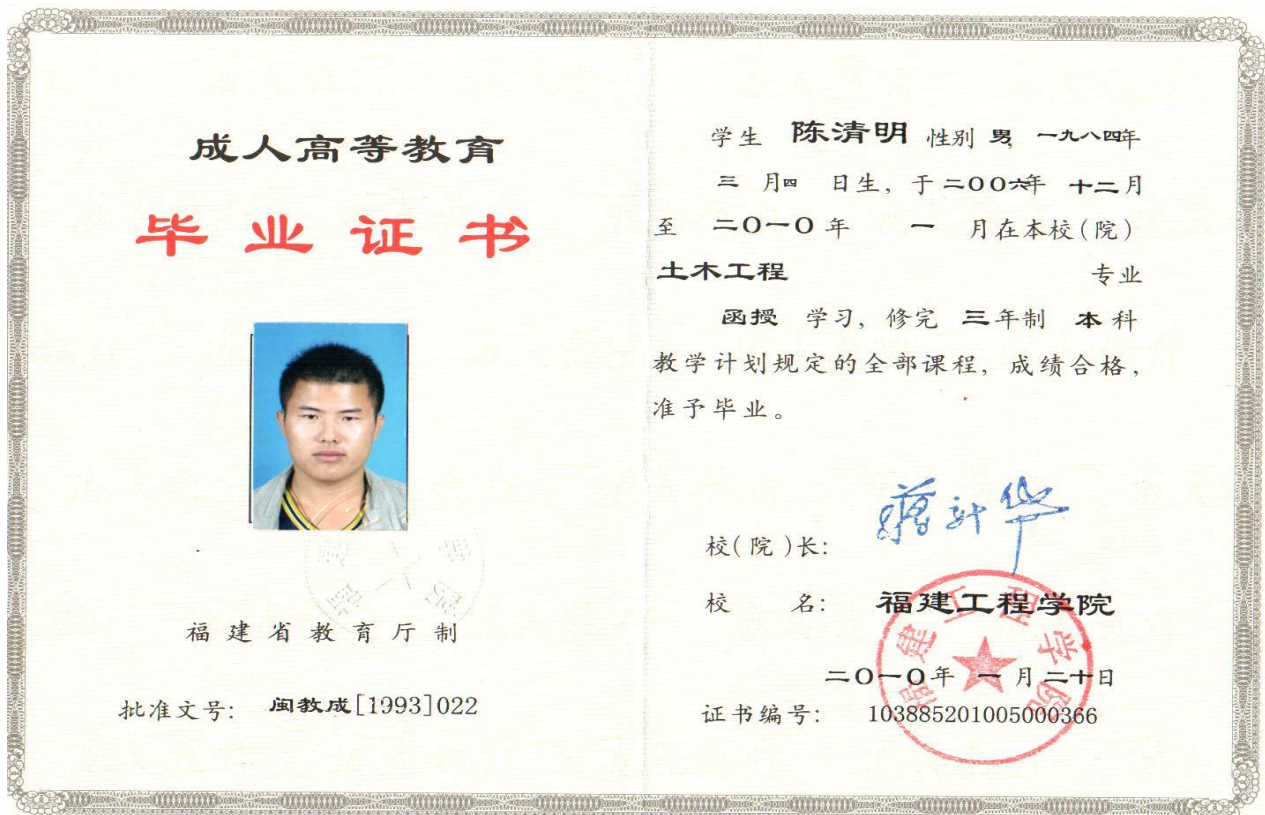 成人高等教育
毕业证书
福建省教育厅制
批准文号： 闽教成[1993]022
学生 陈清明 性别 男, 一九八四年
三 月四 日生, 于二00六年 十二月
至 二0一0年 一 月在本校(院)
土木工程 专业
函授 学习, 修完 三年制 本科
教学计划规定的全部课程, 成绩合格,
准予毕业。
校(院)长:
校 名: 福建工程学院
福建工程学院
二0一0年 一月二十日
证书编号: 103885201005000366